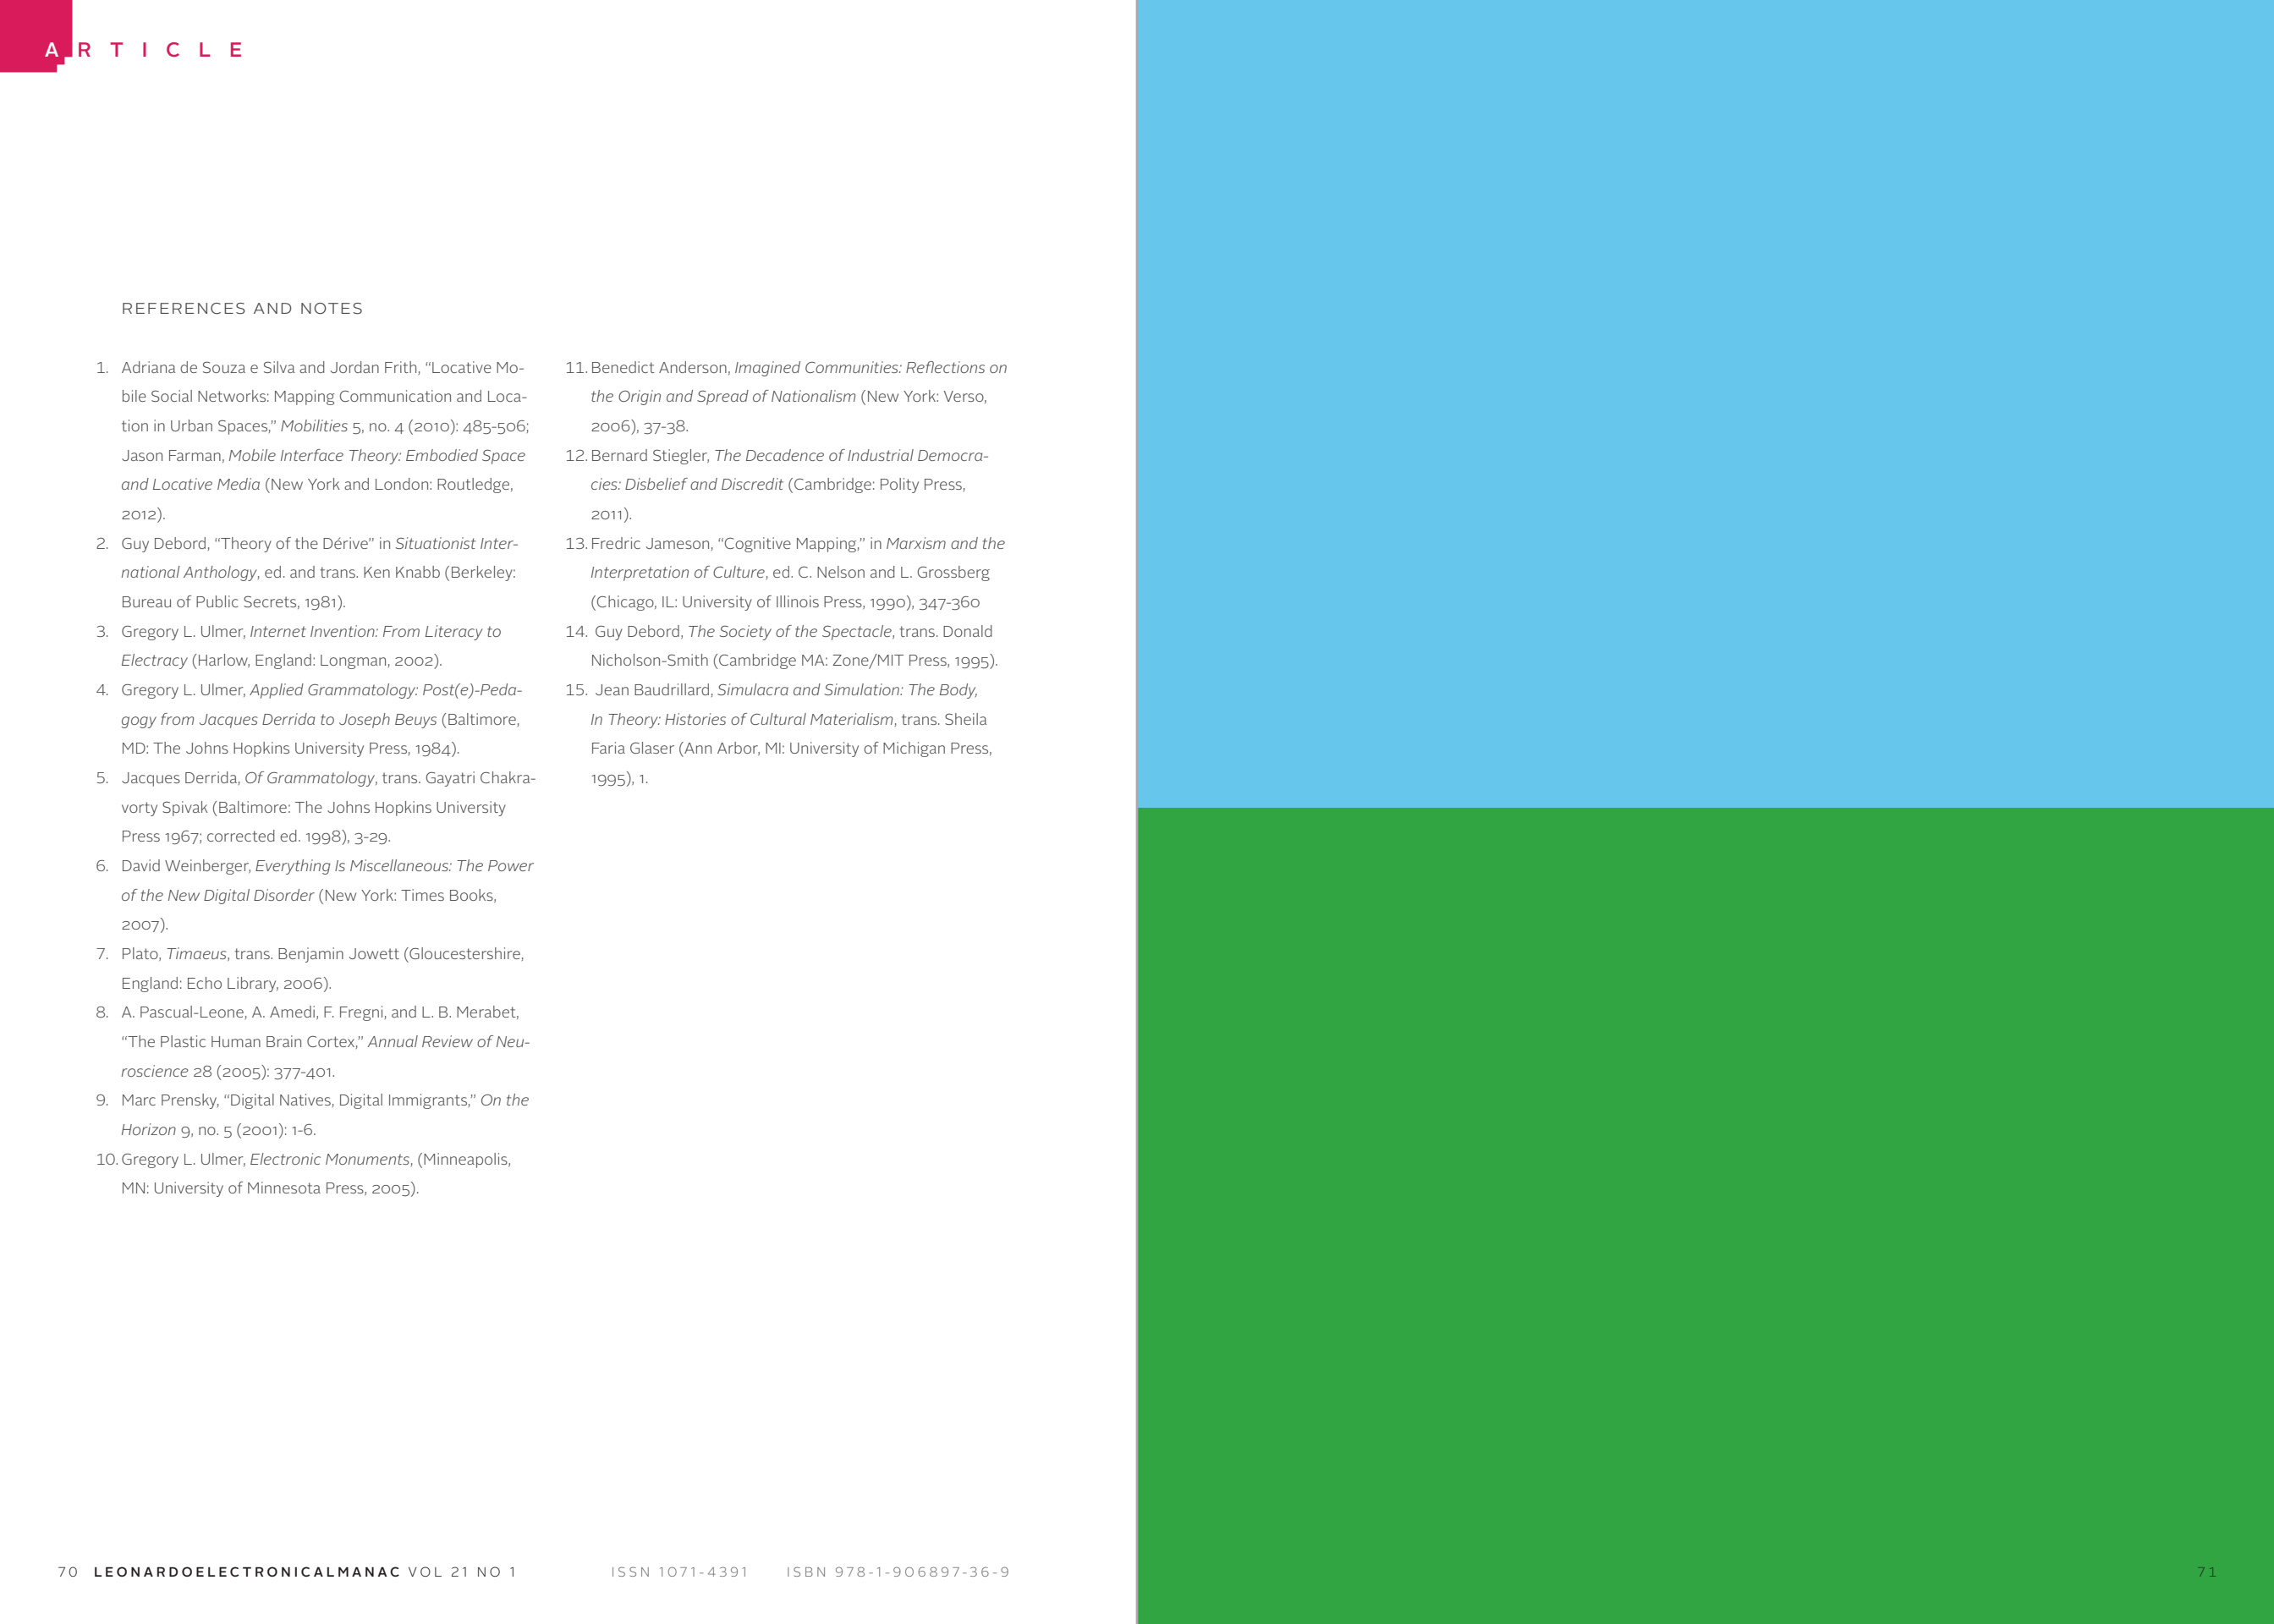 ARTICLE
REFERENCES AND NOTES
1. Adriana de Souza e Silva and Jordan Frith, “Locative Mo-
bile Social Networks: Mapping Communication and Loca-
tion in Urban Spaces,” Mobilities 5, no. 4 (2010): 485-506;
Jason Farman, Mobile Interface Theory: Embodied Space
and Locative Media (New York and London: Routledge,
2012).
2. Guy Debord, “Theory of the Dérive” in Situationist Inter-
national Anthology, ed. and trans. Ken Knabb (Berkeley:
Bureau of Public Secrets, 1981).
3. Gregory L. Ulmer, Internet Invention: From Literacy to
Electracy (Harlow, England: Longman, 2002).
4. Gregory L. Ulmer, Applied Grammatology: Post(e)-Peda-
gogy from Jacques Derrida to Joseph Beuys (Baltimore,
MD: The Johns Hopkins University Press, 1984).
5. Jacques Derrida, Of Grammatology, trans. Gayatri Chakra-
vorty Spivak (Baltimore: The Johns Hopkins University
Press 1967; corrected ed. 1998), 3-29.
6. David Weinberger, Everything Is Miscellaneous: The Power
of the New Digital Disorder (New York: Times Books,
2007).
7. Plato, Timaeus, trans. Benjamin Jowett (Gloucestershire,
England: Echo Library, 2006).
8. A. Pascual-Leone, A. Amedi, F. Fregni, and L. B. Merabet,
“The Plastic Human Brain Cortex,” Annual Review of Neu-
roscience 28 (2005): 377-401.
9. Marc Prensky, “Digital Natives, Digital Immigrants,” On the
Horizon 9, no. 5 (2001): 1-6.
10. Gregory L. Ulmer, Electronic Monuments, (Minneapolis,
MN: University of Minnesota Press, 2005).
11. Benedict Anderson, Imagined Communities: Reflections on
the Origin and Spread of Nationalism (New York: Verso,
2006), 37-38.
12. Bernard Stiegler, The Decadence of Industrial Democra-
cies: Disbelief and Discredit (Cambridge: Polity Press,
2011).
13. Fredric Jameson, “Cognitive Mapping,” in Marxism and the
Interpretation of Culture, ed. C. Nelson and L. Grossberg
(Chicago, IL: University of Illinois Press, 1990), 347-360
14. Guy Debord, The Society of the Spectacle, trans. Donald
Nicholson-Smith (Cambridge MA: Zone/MIT Press, 1995).
15. Jean Baudrillard, Simulacra and Simulation: The Body,
In Theory: Histories of Cultural Materialism, trans. Sheila
Faria Glaser (Ann Arbor, MI: University of Michigan Press,
1995), 1.
70 LEONARDOELECTRONICALMANAC VOL 21 NO 1 ISSN 1071-4391 ISBN 978-1-906897-36-9
71